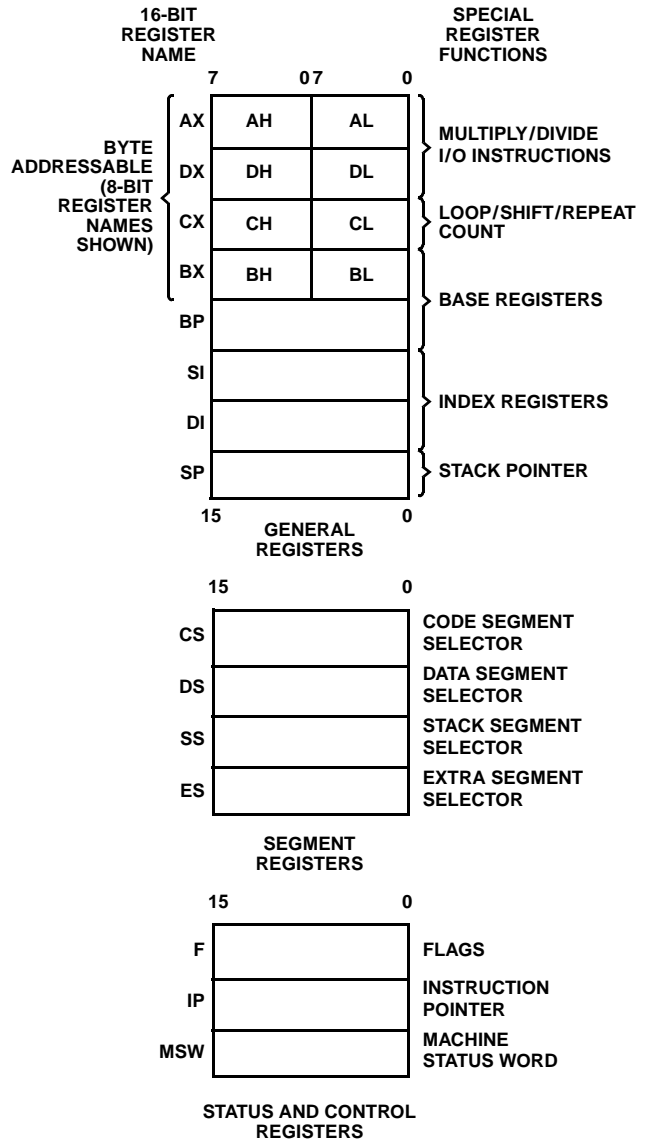 16-BIT
REGISTER
NAME
SPECIAL
REGISTER
FUNCTIONS
7 0 7 0
BYTE
ADDRESSABLE
(8-BIT
REGISTER
NAMES
SHOWN)
AX AH AL
MULTIPLY/DIVIDE
I/O INSTRUCTIONS
DX DH DL
CX CH CL
LOOP/SHIFT/REPEAT
COUNT
BX BH BL
BASE REGISTERS
BP
SI
INDEX REGISTERS
DI
SP STACK POINTER
15 0
GENERAL
REGISTERS
15 0
CS
CODE SEGMENT
SELECTOR
DS
DATA SEGMENT
SELECTOR
SS
STACK SEGMENT
SELECTOR
ES
EXTRA SEGMENT
SELECTOR
SEGMENT
REGISTERS
15 0
F FLAGS
IP
INSTRUCTION
POINTER
MSW
MACHINE
STATUS WORD
STATUS AND CONTROL
REGISTERS